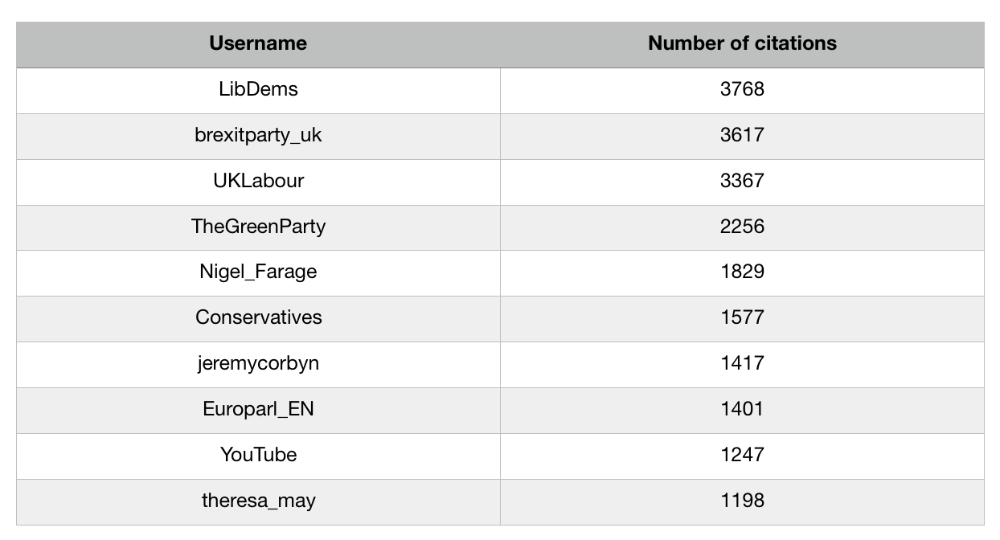 Username Number of citations
LibDems 3768
brexitparty_uk 3617
UKLabour 3367
TheGreenParty 2256
Nigel_Farage 1829
Conservatives 1577
jeremycorbyn 1417
Europarl_EN 1401
YouTube 1247
theresa_may 1198